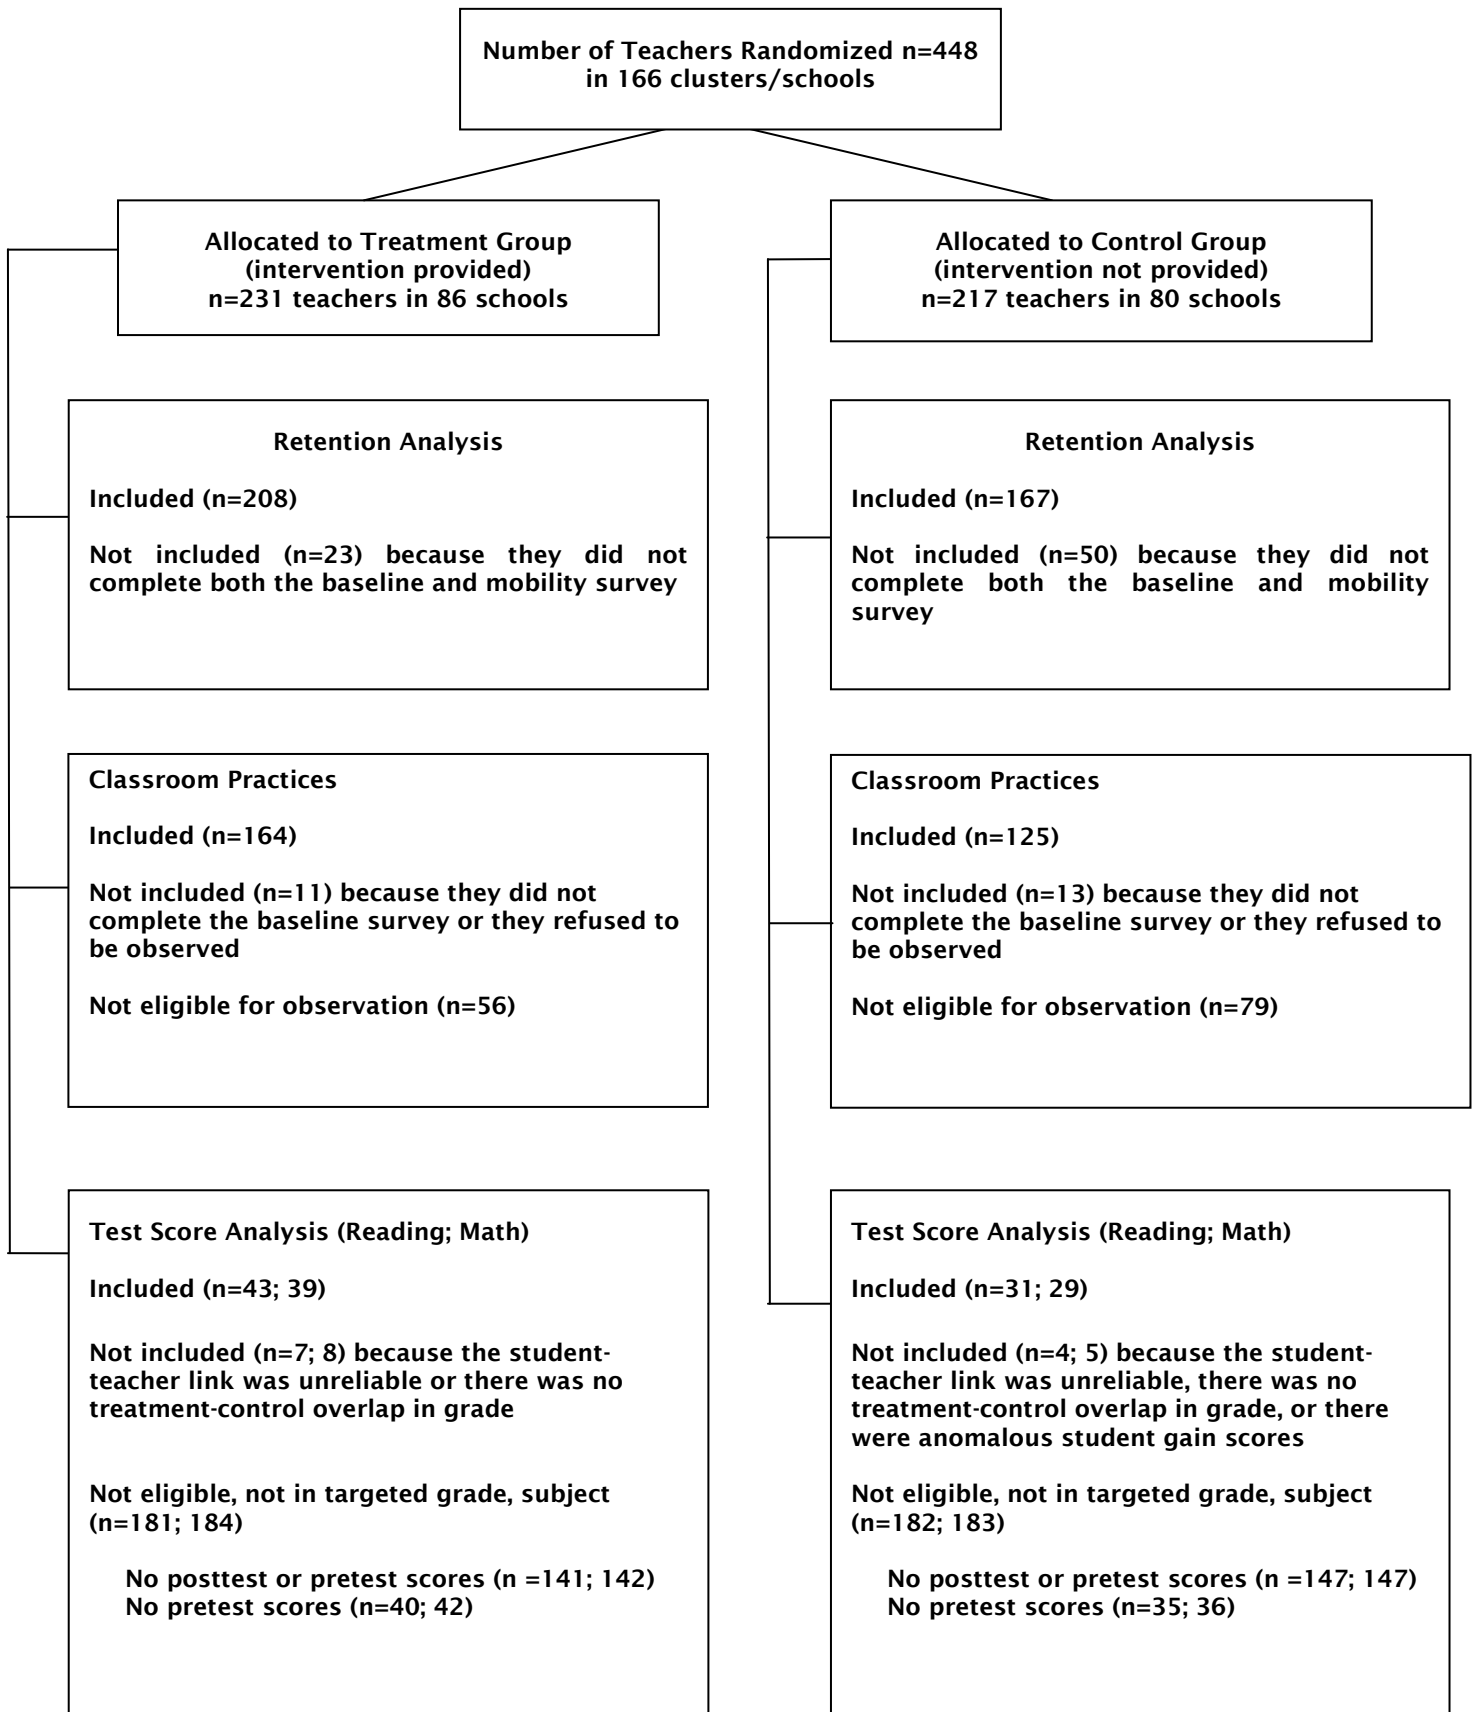 Number of Teachers Randomized n=448
in 166 clusters/schools
Allocated to Treatment Group
(intervention provided)
n=231 teachers in 86 schools
Allocated to Control Group
(intervention not provided)
n=217 teachers in 80 schools
Retention Analysis
Included (n=208)
Not included (n=23) because they did not
complete both the baseline and mobility survey
Retention Analysis
Included (n=167)
Not included (n=50) because they did not
complete both the baseline and mobility
survey
Classroom Practices
Included (n=164)
Not included (n=11) because they did not
complete the baseline survey or they refused to
be observed
Not eligible for observation (n=56)
Classroom Practices
Included (n=125)
Not included (n=13) because they did not
complete the baseline survey or they refused to
be observed
Not eligible for observation (n=79)
Test Score Analysis (Reading; Math)
Included (n=43; 39)
Not included (n=7; 8) because the student-
teacher link was unreliable or there was no
treatment-control overlap in grade
Not eligible, not in targeted grade, subject
(n=181; 184)
No posttest or pretest scores (n =141; 142)
No pretest scores (n=40; 42)
Test Score Analysis (Reading; Math)
Included (n=31; 29)
Not included (n=4; 5) because the student-
teacher link was unreliable, there was no
treatment-control overlap in grade, or there
were anomalous student gain scores
Not eligible, not in targeted grade, subject
(n=182; 183)
No posttest or pretest scores (n =147; 147)
No pretest scores (n=35; 36)